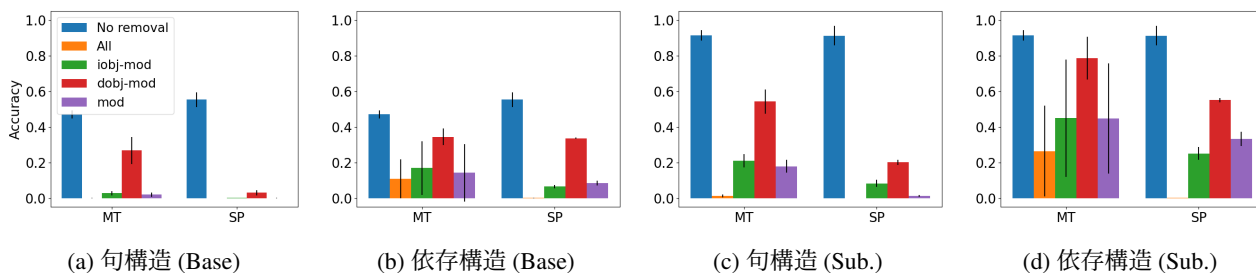 1.0
0.8
0.6
0.4
0.2
0.0
Accuracy
No removal
All
iobj-mod
dobj-mod
mod
MT SP
(a) 句構造 (Base)
1.0
0.8
0.6
0.4
0.2
0.0
MT SP
(b) 依存構造 (Base)
1.0
0.8
0.6
0.4
0.2
0.0
MT SP
(c) 句構造 (Sub.)
1.0
0.8
0.6
0.4
0.2
0.0
MT SP
(d) 依存構造 (Sub.)